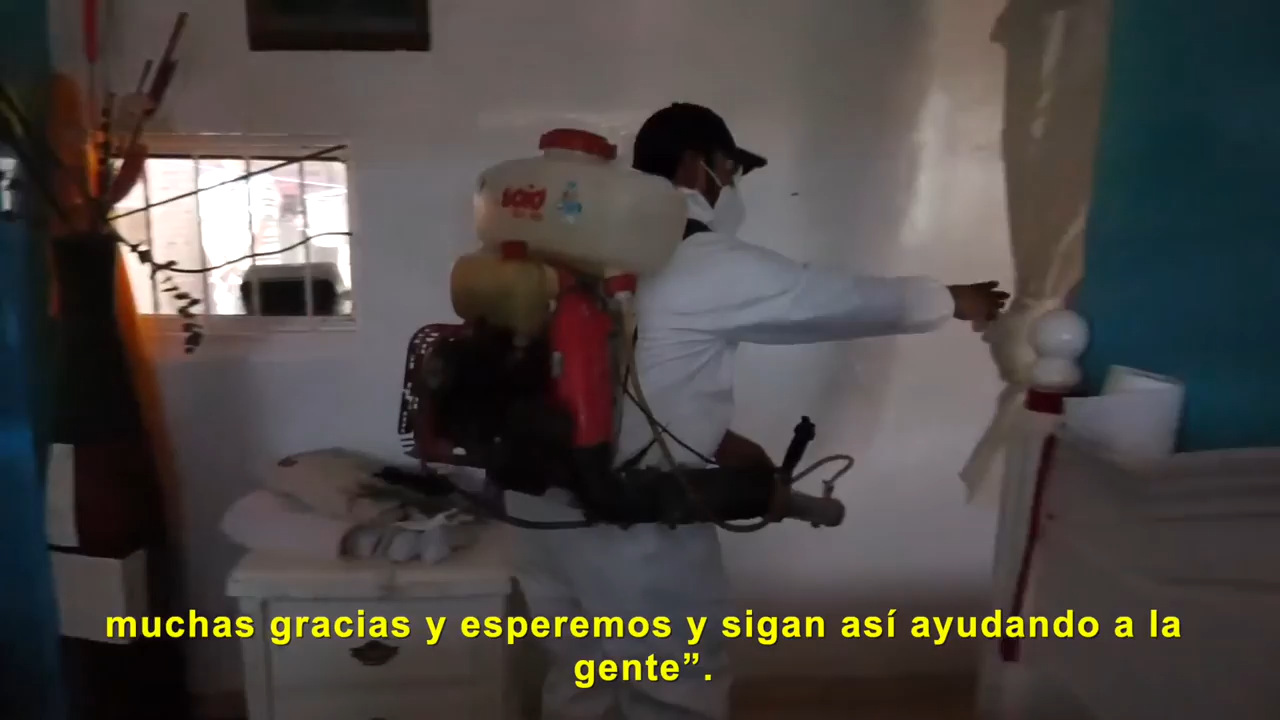 muchas gracias y esperemos y sigan así ayudando a la
gente”.